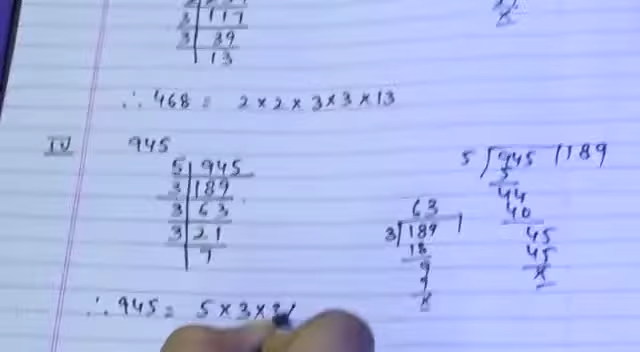 3 | 117
3 | 39
13
∴ 468 = 2 × 2 × 3 × 3 × 13
IV 945
5 | 945
3 | 189
3 | 63
3 | 21
7
5 ) 945 ( 189
5
44
40
45
45
×
63
3 ) 189
18
9
9
×
∴ 945 = 5 × 3 × 3